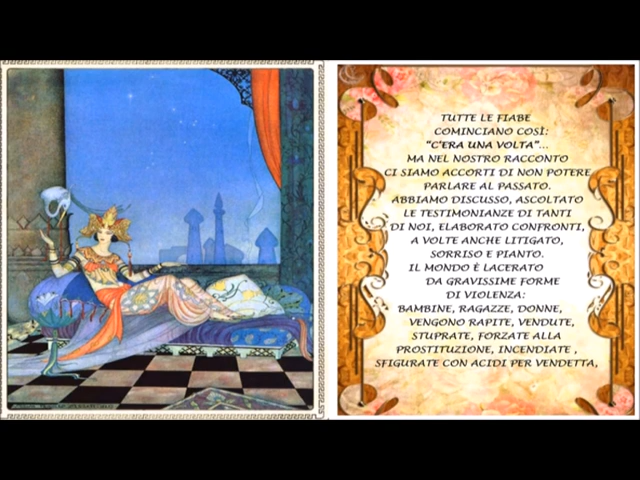 TUTTE LE FIABE
COMINCIANO COSÌ:
"C'ERA UNA VOLTA"...
MA NEL NOSTRO RACCONTO
CI SIAMO ACCORTI DI NON POTERE
PARLARE AL PASSATO.
ABBIAMO DISCUSSO, ASCOLTATO
LE TESTIMONIANZE DI TANTI
DI NOI, ELABORATO CONFRONTI,
A VOLTE ANCHE LITIGATO,
SORRISO E PIANTO.
IL MONDO È LACERATO
DA GRAVISSIME FORME
DI VIOLENZA:
BAMBINE, RAGAZZE, DONNE,
VENGONO RAPITE, VENDUTE,
STUPRATE, FORZATE ALLA
PROSTITUZIONE, INCENDIATE ,
SFIGURATE CON ACIDI PER VENDETTA,